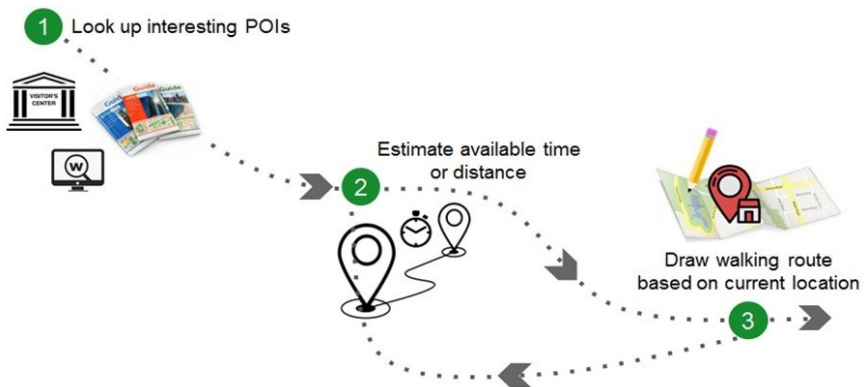 1 Look up interesting POIs
VISITOR'S
CENTER
Guide Guide Guide
W
Estimate available time
or distance
2
Draw walking route
based on current location
3